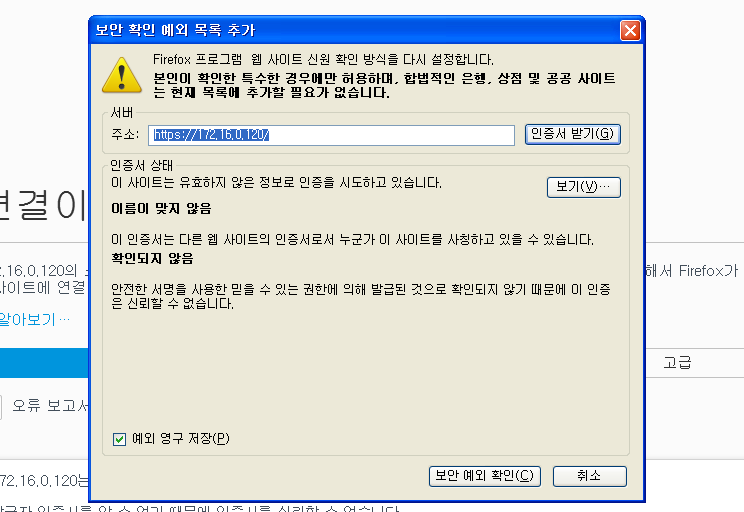 보안 확인 예외 목록 추가
Firefox 프로그램 웹 사이트 신원 확인 방식을 다시 설정합니다.
본인이 확인한 특수한 경우에만 허용하며, 합법적인 은행, 상점 및 공공 사이트
는 현재 목록에 추가할 필요가 없습니다.
서버
주소: https://172.16.0.120/ 인증서 받기(G)
인증서 상태
이 사이트는 유효하지 않은 정보로 인증을 시도하고 있습니다. 보기(V)...
이름이 맞지 않음
이 인증서는 다른 웹 사이트의 인증서로서 누군가 이 사이트를 사칭하고 있을 수 있습니다.
확인되지 않음
안전한 서명을 사용한 믿을 수 있는 권한에 의해 발급된 것으로 확인되지 않기 때문에 이 인증
은 신뢰할 수 없습니다.
예외 영구 저장(P)
보안 예외 확인(C) 취소
연결이
.16.0.120의
해서 Firefox가
사이트에 연결
알아보기...
고급
오류 보고서
72.16.0.120는